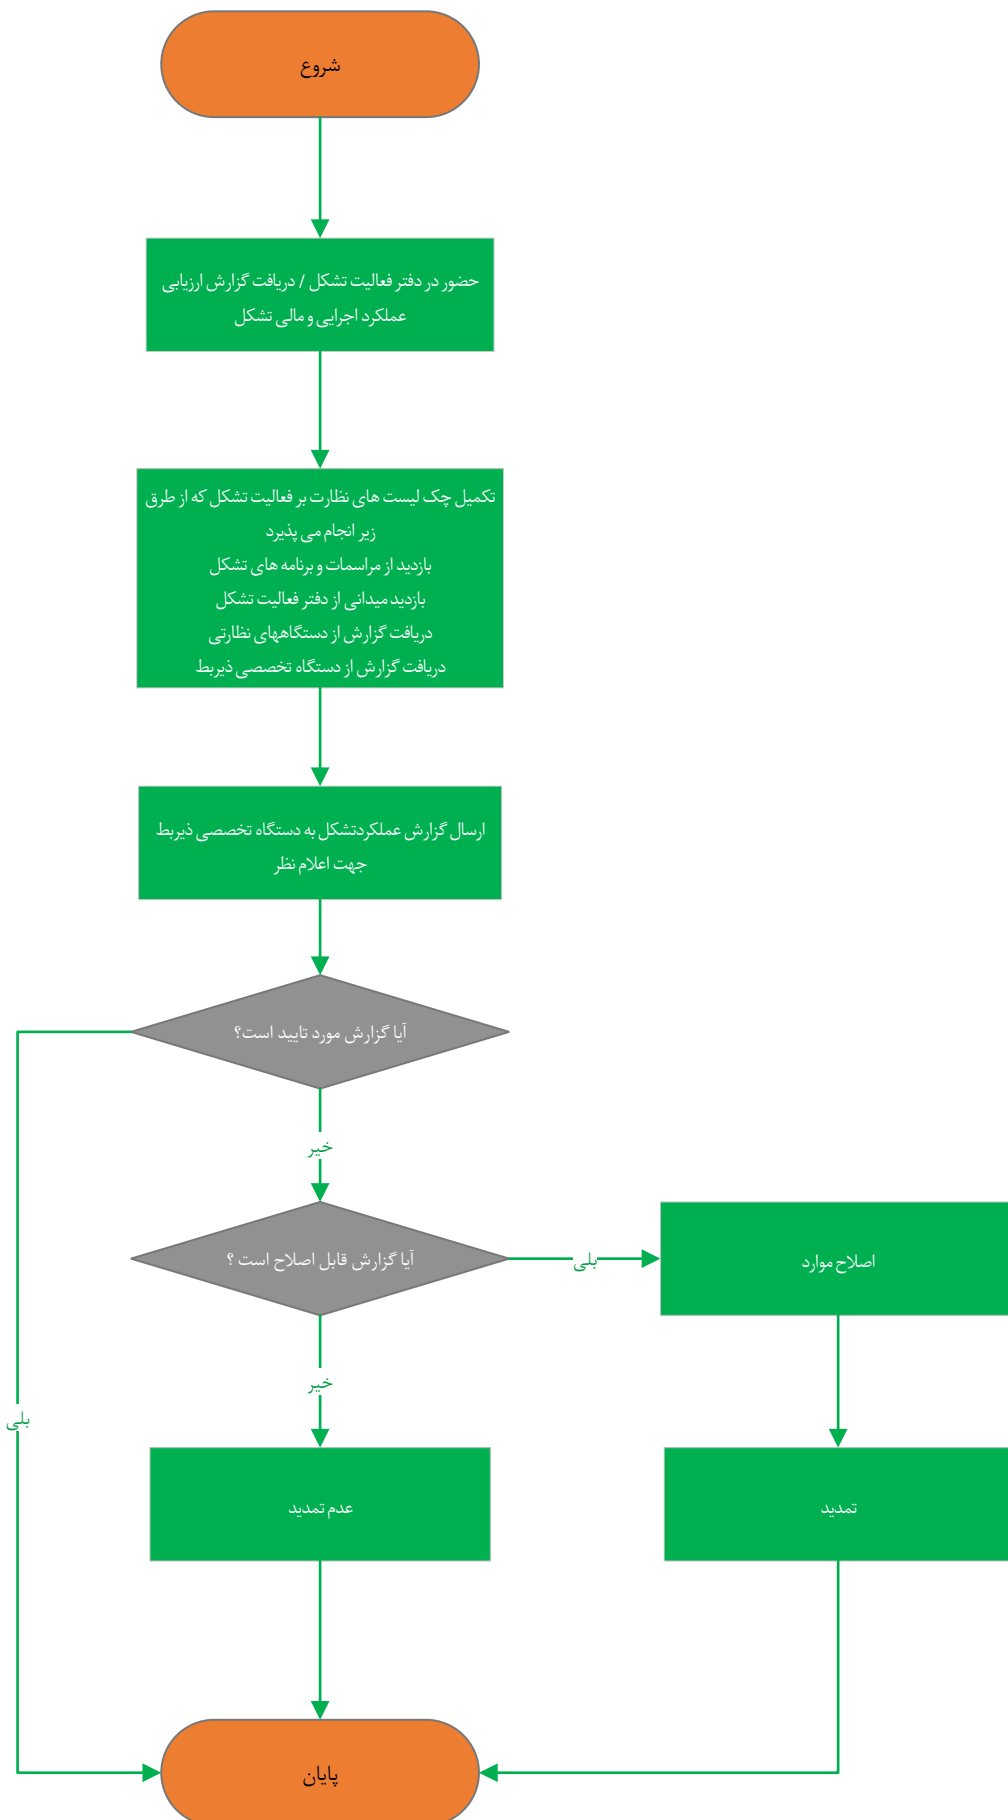 شروع
حضور در دفتر فعالیت تشکل / دریافت گزارش ارزیابی
عملکرد اجرایی و مالی تشکل
تکمیل چک لیست های نظارت بر فعالیت تشکل که از طرق
زیر انجام می پذیرد
بازدید از مراسمات و برنامه های تشکل
بازدید میدانی از دفتر فعالیت تشکل
دریافت گزارش از دستگاههای نظارتی
دریافت گزارش از دستگاه تخصصی ذیربط
ارسال گزارش عملکردتشکل به دستگاه تخصصی ذیربط
جهت اعلام نظر
آیا گزارش مورد تایید است؟
خیر
آیا گزارش قابل اصلاح است ؟
بلی
اصلاح موارد
خیر
بلی
عدم تمدید
تمدید
پایان